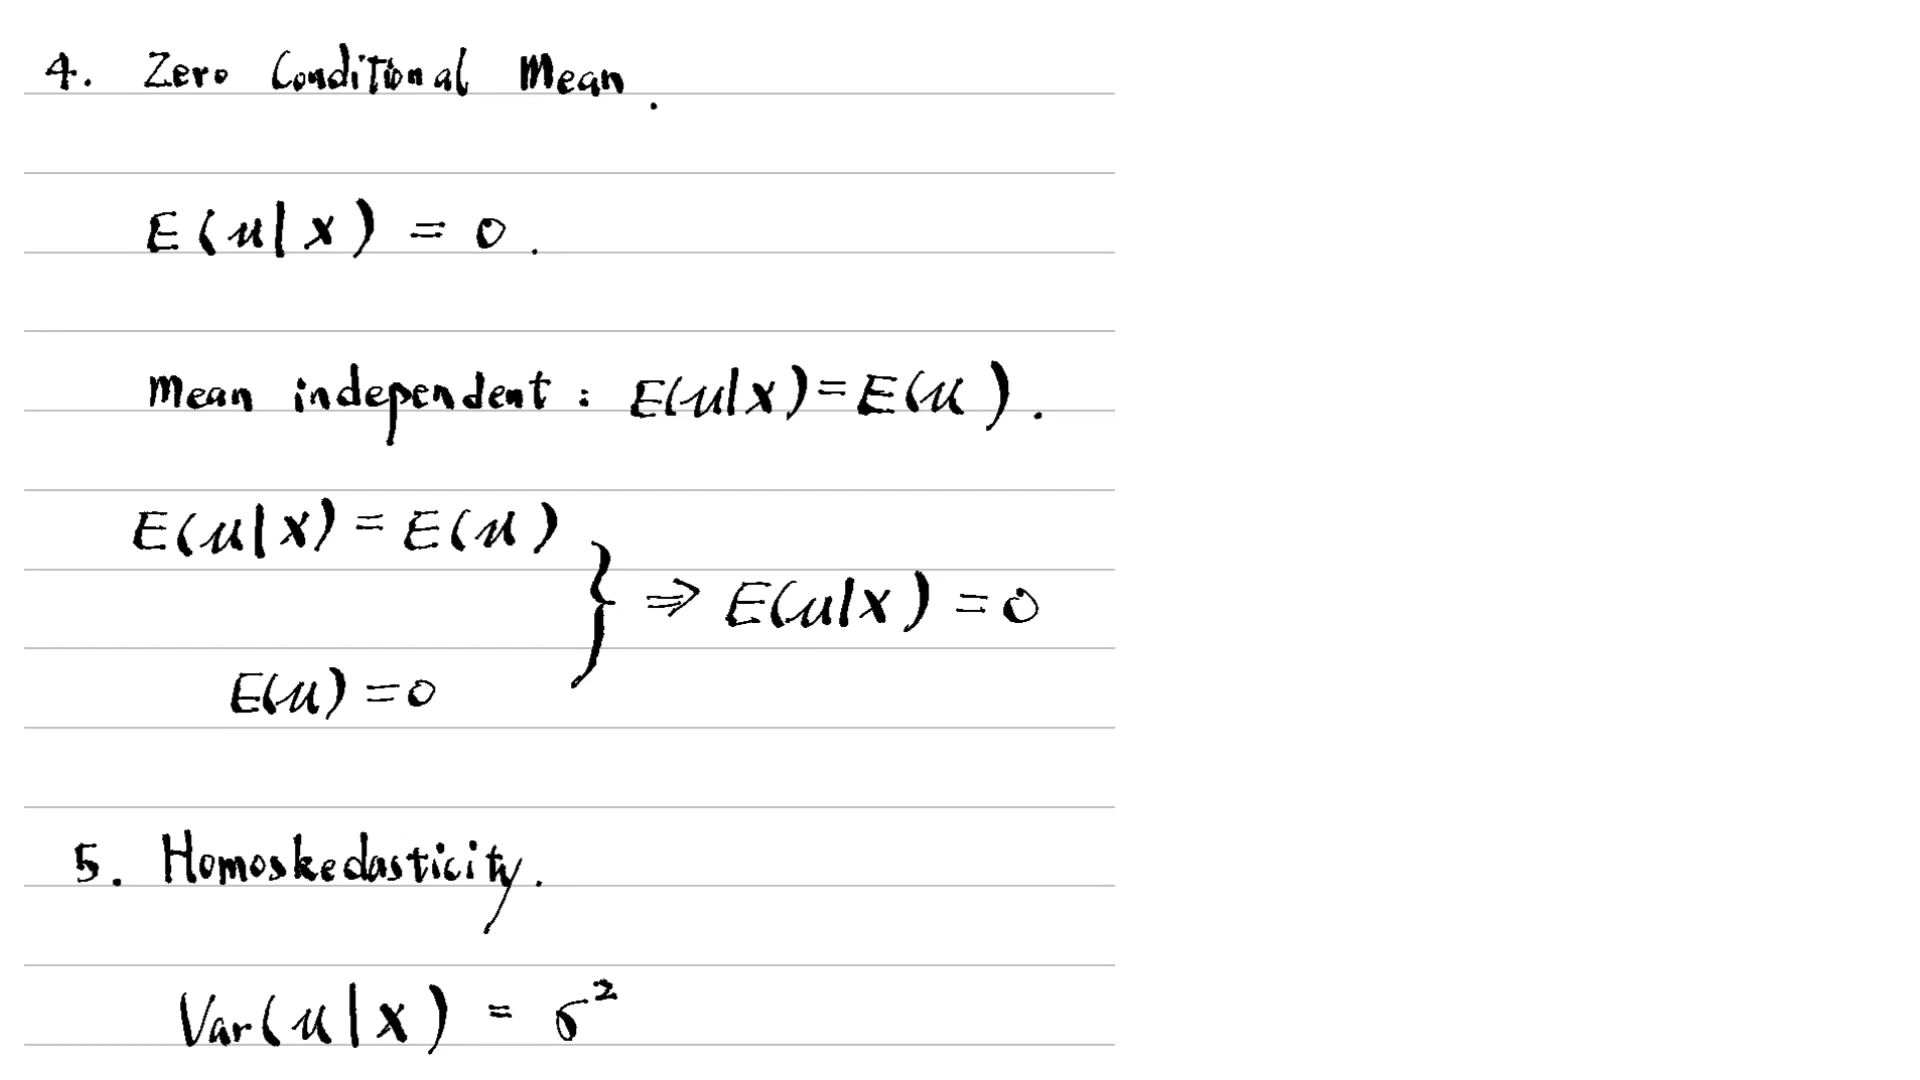 4. Zero Conditional Mean.
E(u|x) = 0.
Mean independent: E(u|x)=E(u).
E(u|x) = E(u)
} ⇒ E(u|x) = 0
E(u) = 0
5. Homoskedasticity.
Var(u|x) = σ²